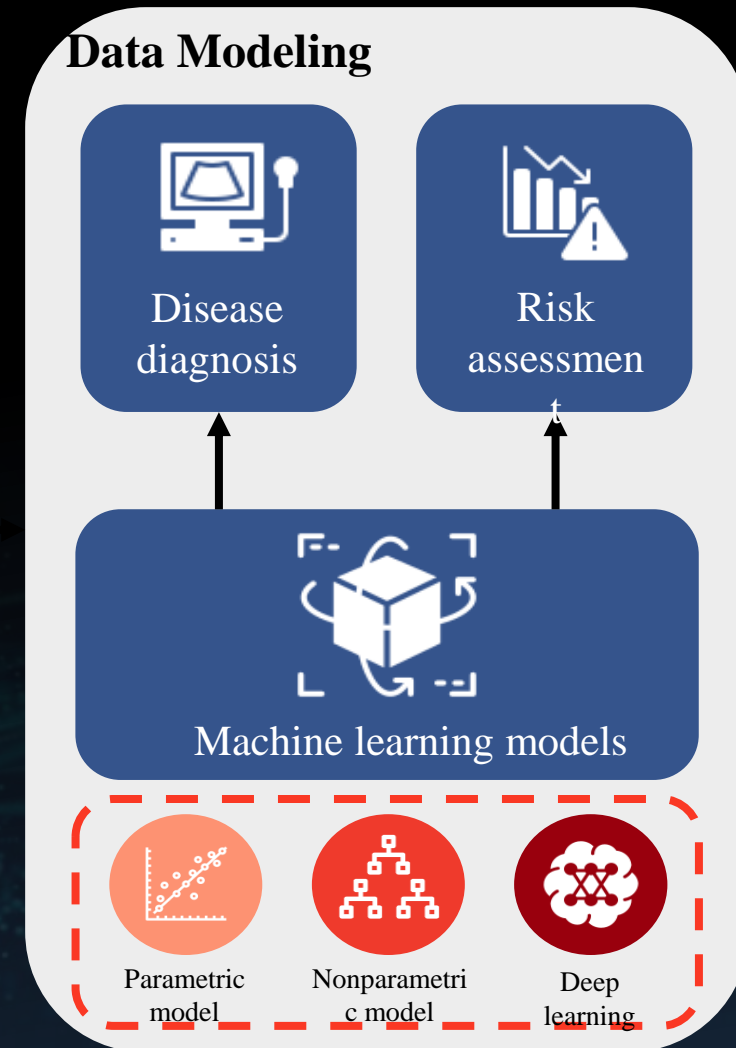 Data Modeling
Disease
diagnosis
Risk
assessmen
t
Machine learning models
Parametric
model
Nonparametri
c model
Deep
learning